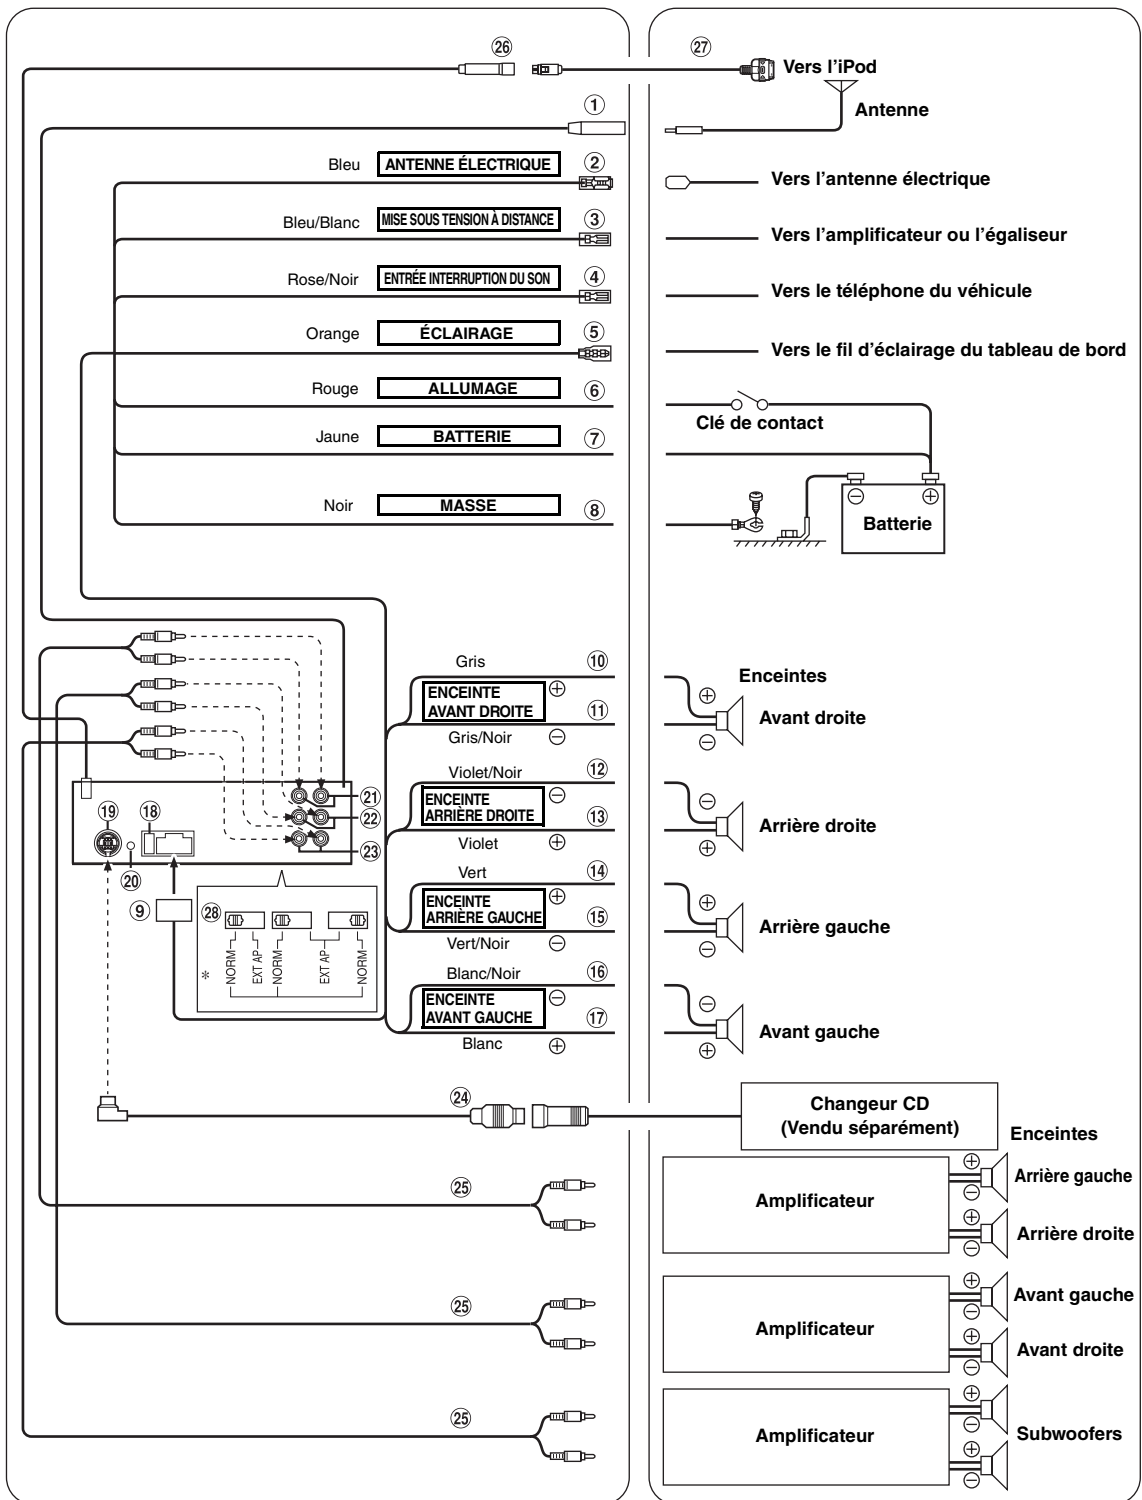 ㉖
㉗
Vers l'iPod
①
Antenne
Bleu ANTENNE ÉLECTRIQUE ②
Vers l'antenne électrique
Bleu/Blanc MISE SOUS TENSION À DISTANCE ③
Vers l'amplificateur ou l'égaliseur
Rose/Noir ENTRÉE INTERRUPTION DU SON ④
Vers le téléphone du véhicule
Orange ÉCLAIRAGE ⑤
Vers le fil d'éclairage du tableau de bord
Rouge ALLUMAGE ⑥
Clé de contact
Jaune BATTERIE ⑦
Noir MASSE ⑧
⊖ ⊕
Batterie
Gris ⑩
ENCEINTE
AVANT DROITE
⊕
⑪
Gris/Noir ⊖
Enceintes
⊕
Avant droite
⊖
Violet/Noir ⑫
ENCEINTE
ARRIÈRE DROITE
⊖
⑬
Violet ⊕
⊖
Arrière droite
⊕
Vert ⑭
ENCEINTE
ARRIÈRE GAUCHE
⊕
⑮
Vert/Noir ⊖
⊕
Arrière gauche
⊖
Blanc/Noir ⑯
ENCEINTE
AVANT GAUCHE
⊖
⑰
Blanc ⊕
⊖
Avant gauche
⊕
⑲ ⑱
㉑
㉒
㉓
⑳
⑨
㉘
*
NORM
EXT AP
NORM
EXT AP
NORM
㉔
Changeur CD
(Vendu séparément)
Enceintes
㉕
Amplificateur
⊕
Arrière gauche
⊖
⊕
Arrière droite
⊖
㉕
Amplificateur
⊕
Avant gauche
⊖
⊕
Avant droite
⊖
㉕
Amplificateur
⊕
⊖
Subwoofers
⊕
⊖